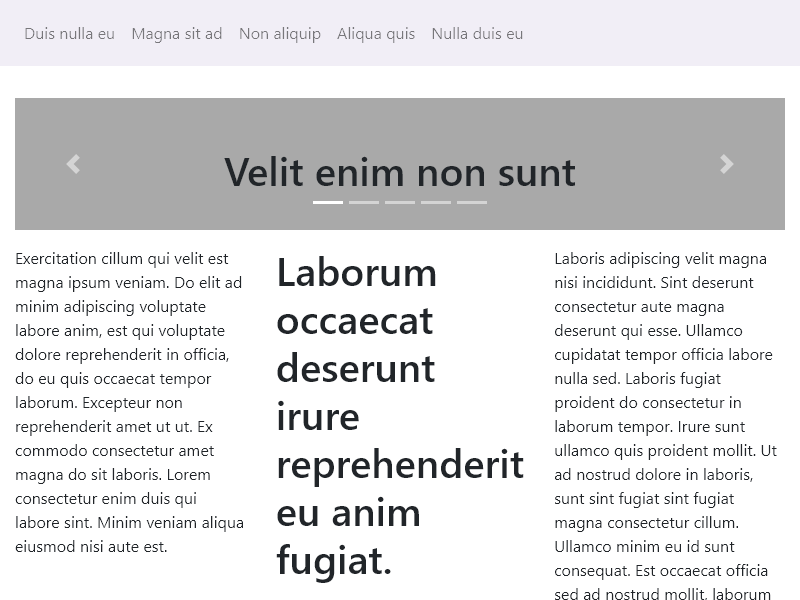 Duis nulla eu Magna sit ad Non aliquip Aliqua quis Nulla duis eu
Velit enim non sunt
Exercitation cillum qui velit est
magna ipsum veniam. Do elit ad
minim adipiscing voluptate
labore anim, est qui voluptate
dolore reprehenderit in officia,
do eu quis occaecat tempor
laborum. Excepteur non
reprehenderit amet ut ut. Ex
commodo consectetur amet
magna do sit laboris. Lorem
consectetur enim duis qui
labore sint. Minim veniam aliqua
eiusmod nisi aute est.
Laborum
occaecat
deserunt
irure
reprehenderit
eu anim
fugiat.
Laboris adipiscing velit magna
nisi incididunt. Sint deserunt
consectetur aute magna
deserunt qui esse. Ullamco
cupidatat tempor officia labore
nulla sed. Laboris fugiat
proident do consectetur in
laborum tempor. Irure sunt
ullamco quis proident mollit. Ut
ad nostrud dolore in laboris,
sunt sint fugiat sint fugiat
magna consectetur cillum.
Ullamco minim eu id sunt
consequat. Est occaecat officia
sed ad nostrud mollit, laborum